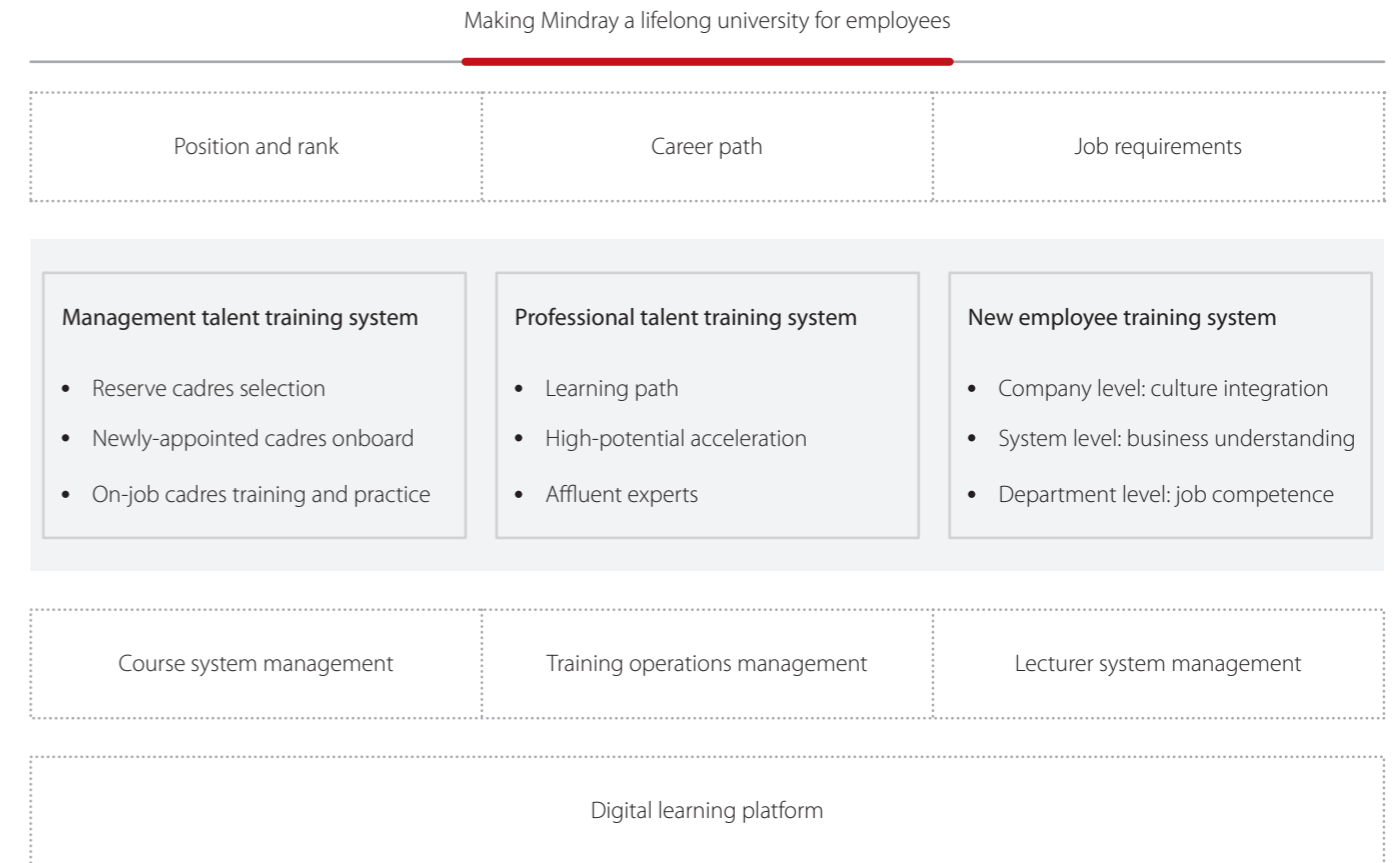 Making Mindray a lifelong university for employees
Position and rank
Career path
Job requirements
Management talent training system
• Reserve cadres selection
• Newly-appointed cadres onboard
• On-job cadres training and practice
Professional talent training system
• Learning path
• High-potential acceleration
• Affluent experts
New employee training system
• Company level: culture integration
• System level: business understanding
• Department level: job competence
Course system management
Training operations management
Lecturer system management
Digital learning platform